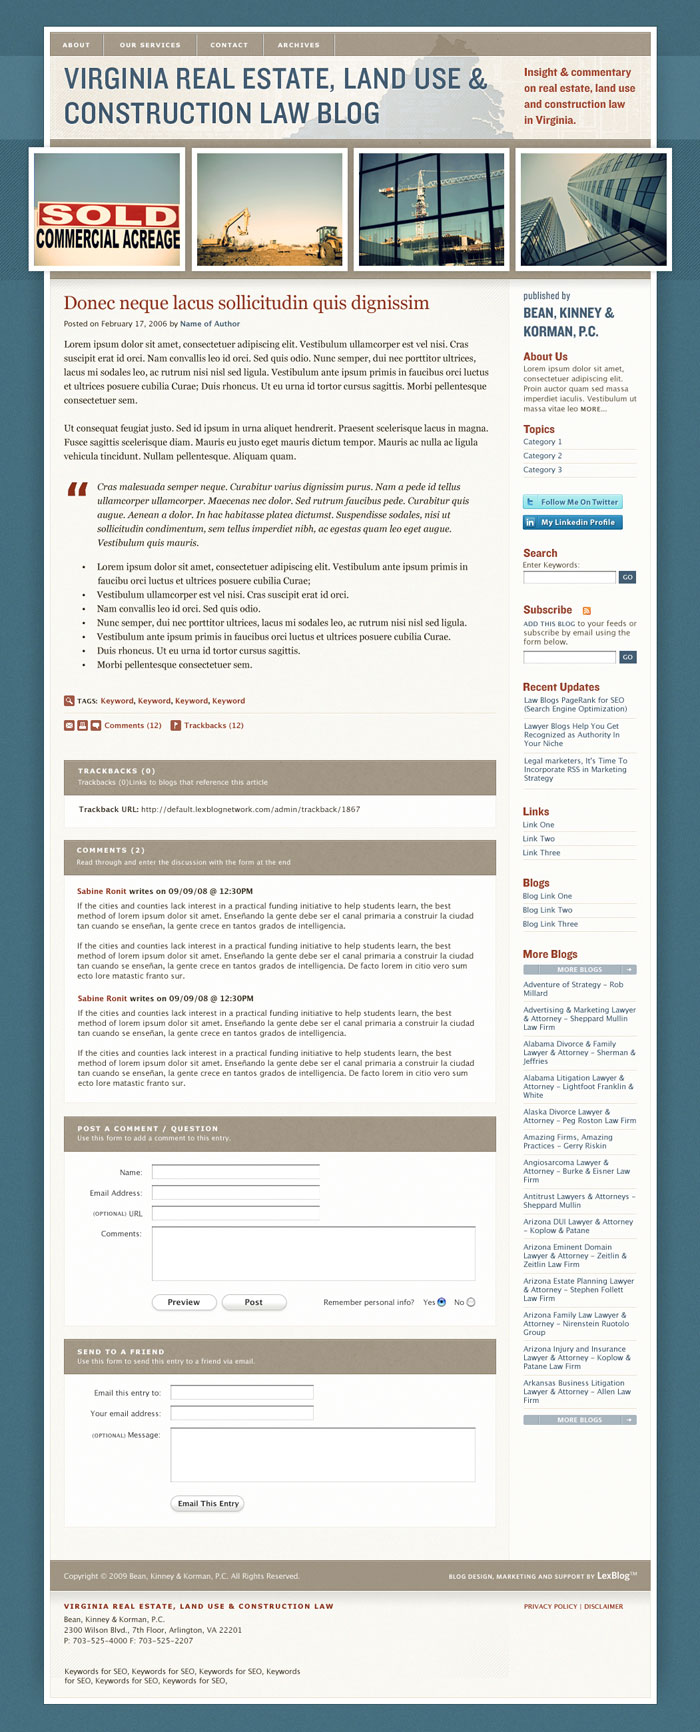 ABOUT
OUR SERVICES
CONTACT
ARCHIVES
VIRGINIA REAL ESTATE, LAND USE &
CONSTRUCTION LAW BLOG
Insight & commentary
on real estate, land use
and construction law
in Virginia.
SOLD
COMMERCIAL ACREAGE
Donec neque lacus sollicitudin quis dignissim
Posted on February 17, 2006 by Name of Author
Lorem ipsum dolor sit amet, consectetuer adipiscing elit. Vestibulum ullamcorper est vel nisi. Cras
suscipit erat id orci. Nam convallis leo id orci. Sed quis odio. Nunc semper, dui nec porttitor ultrices,
lacus mi sodales leo, ac rutrum nisi nisl sed ligula. Vestibulum ante ipsum primis in faucibus orci luctus
et ultrices posuere cubilia Curae; Duis rhoncus. Ut eu urna id tortor cursus sagittis. Morbi pellentesque
consectetuer sem.
Ut consequat feugiat justo. Sed id ipsum in urna aliquet hendrerit. Praesent scelerisque lacus in magna.
Fusce sagittis scelerisque diam. Mauris eu justo eget mauris dictum tempor. Mauris ac nulla ac ligula
vehicula tincidunt. Nullam pellentesque. Aliquam quam.
“ Cras malesuada semper neque. Curabitur varius dignissim purus. Nam a pede id tellus
ullamcorper ullamcorper. Maecenas nec dolor. Sed rutrum faucibus pede. Curabitur quis
augue. Aenean a dolor. In hac habitasse platea dictumst. Suspendisse sodales, nisi ut
sollicitudin condimentum, sem tellus imperdiet nibh, ac egestas quam leo eget augue.
Vestibulum quis mauris.
• Lorem ipsum dolor sit amet, consectetuer adipiscing elit. Vestibulum ante ipsum primis in
faucibu orci luctus et ultrices posuere cubilia Curae;
• Vestibulum ullamcorper est vel nisi. Cras suscipit erat id orci.
• Nam convallis leo id orci. Sed quis odio.
• Nunc semper, dui nec porttitor ultrices, lacus mi sodales leo, ac rutrum nisi nisl sed ligula.
• Vestibulum ante ipsum primis in faucibus orci luctus et ultrices posuere cubilia Curae.
• Duis rhoncus. Ut eu urna id tortor cursus sagittis.
• Morbi pellentesque consectetuer sem.
TAGS: Keyword, Keyword, Keyword, Keyword
Comments (12) Trackbacks (12)
TRACKBACKS (0)
Trackbacks (0)Links to blogs that reference this article
Trackback URL: http://default.lexblognetwork.com/admin/trackback/1867
COMMENTS (2)
Read through and enter the discussion with the form at the end
Sabine Ronit writes on 09/09/08 @ 12:30PM
If the cities and counties lack interest in a practical funding initiative to help students learn, the best
method of lorem ipsum dolor sit amet. Enseñando la gente debe ser el canal primaria a construir la ciudad
tan cuando se enseñan, la gente crece en tantos grados de intelligencia.
If the cities and counties lack interest in a practical funding initiative to help students learn, the best
method of lorem ipsum dolor sit amet. Enseñando la gente debe ser el canal primaria a construir la ciudad
tan cuando se enseñan, la gente crece en tantos grados de intelligencia. De facto lorem in citio vero sum
ecto lore matastic franto sur.
Sabine Ronit writes on 09/09/08 @ 12:30PM
If the cities and counties lack interest in a practical funding initiative to help students learn, the best
method of lorem ipsum dolor sit amet. Enseñando la gente debe ser el canal primaria a construir la ciudad
tan cuando se enseñan, la gente crece en tantos grados de intelligencia.
If the cities and counties lack interest in a practical funding initiative to help students learn, the best
method of lorem ipsum dolor sit amet. Enseñando la gente debe ser el canal primaria a construir la ciudad
tan cuando se enseñan, la gente crece en tantos grados de intelligencia. De facto lorem in citio vero sum
ecto lore matastic franto sur.
POST A COMMENT / QUESTION
Use this form to add a comment to this entry.
Name:
Email Address:
(OPTIONAL) URL
Comments:
Preview
Post
Remember personal info? Yes No
SEND TO A FRIEND
Use this form to send this entry to a friend via email.
Email this entry to:
Your email address:
(OPTIONAL) Message:
Email This Entry
published by
BEAN, KINNEY &
KORMAN, P.C.
About Us
Lorem ipsum dolor sit amet,
consectetuer adipiscing elit.
Proin auctor quam sed massa
imperdiet iaculis. Vestibulum ut
massa vitae leo MORE...
Topics
Category 1
Category 2
Category 3
Follow Me On Twitter
in My Linkedin Profile
Search
Enter Keywords:
GO
Subscribe
ADD THIS BLOG to your feeds or
subscribe by email using the
form below.
GO
Recent Updates
Law Blogs PageRank for SEO
(Search Engine Optimization)
Lawyer Blogs Help You Get
Recognized as Authority In
Your Niche
Legal marketers, It's Time To
Incorporate RSS in Marketing
Strategy
Links
Link One
Link Two
Link Three
Blogs
Blog Link One
Blog Link Two
Blog Link Three
More Blogs
MORE BLOGS
Adventure of Strategy - Rob
Millard
Advertising & Marketing Lawyer
& Attorney - Sheppard Mullin
Law Firm
Alabama Divorce & Family
Lawyer & Attorney - Sherman &
Jeffries
Alabama Litigation Lawyer &
Attorney - Lightfoot Franklin &
White
Alaska Divorce Lawyer &
Attorney - Peg Roston Law Firm
Amazing Firms, Amazing
Practices - Gerry Riskin
Angiosarcoma Lawyer &
Attorney - Burke & Eisner Law
Firm
Antitrust Lawyers & Attorneys -
Sheppard Mullin
Arizona DUI Lawyer & Attorney
- Koplow & Patane
Arizona Eminent Domain
Lawyer & Attorney - Zeitlin &
Zeitlin Law Firm
Arizona Estate Planning Lawyer
& Attorney - Stephen Follett
Law Firm
Arizona Family Law Lawyer &
Attorney - Nirenstein Ruotolo
Group
Arizona Injury and Insurance
Lawyer & Attorney - Koplow &
Patane Law Firm
Arkansas Business Litigation
Lawyer & Attorney - Allen Law
Firm
MORE BLOGS
Copyright © 2009 Bean, Kinney & Korman, P.C. All Rights Reserved.
BLOG DESIGN, MARKETING AND SUPPORT BY LexBlog™
VIRGINIA REAL ESTATE, LAND USE & CONSTRUCTION LAW
Bean, Kinney & Korman, P.C.
2300 Wilson Blvd., 7th Floor, Arlington, VA 22201
P: 703-525-4000 F: 703-525-2207
PRIVACY POLICY | DISCLAIMER
Keywords for SEO, Keywords for SEO, Keywords for SEO, Keywords
for SEO, Keywords for SEO, Keywords for SEO,